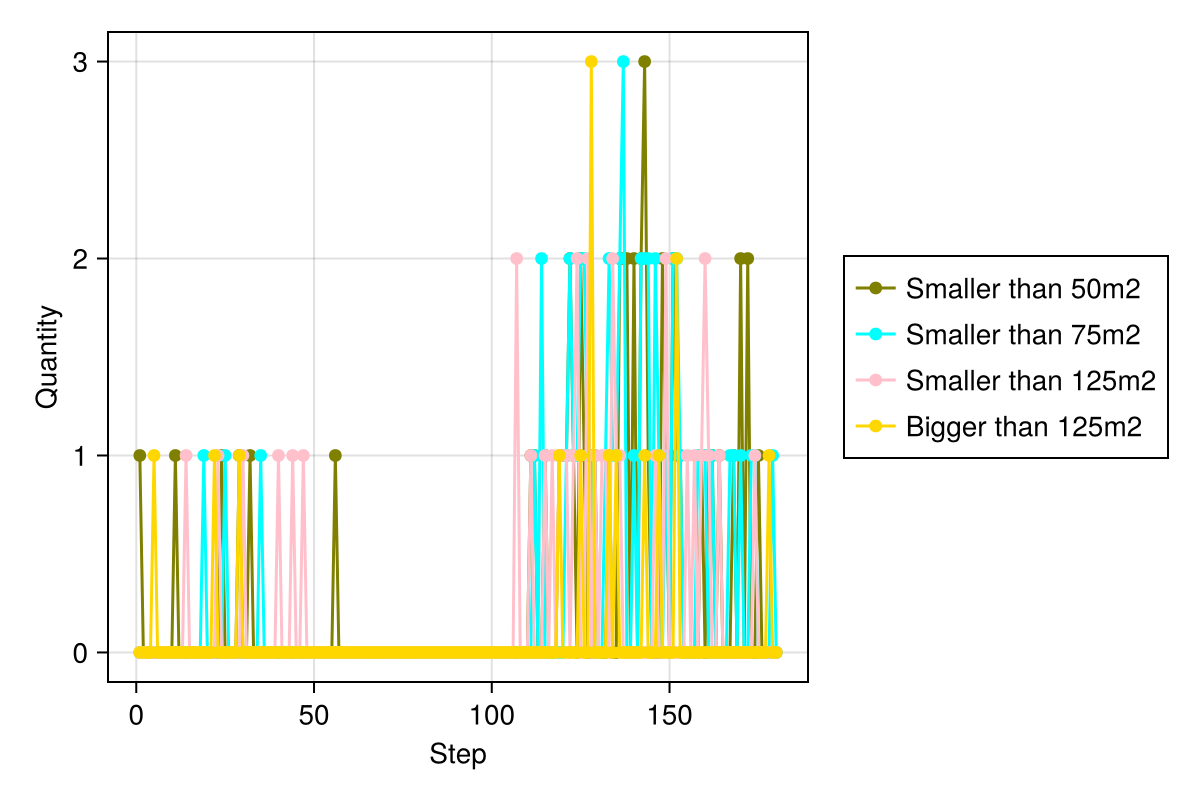 3
2
1
0
Quantity
0 50 100 150
Step
Smaller than 50m2
Smaller than 75m2
Smaller than 125m2
Bigger than 125m2